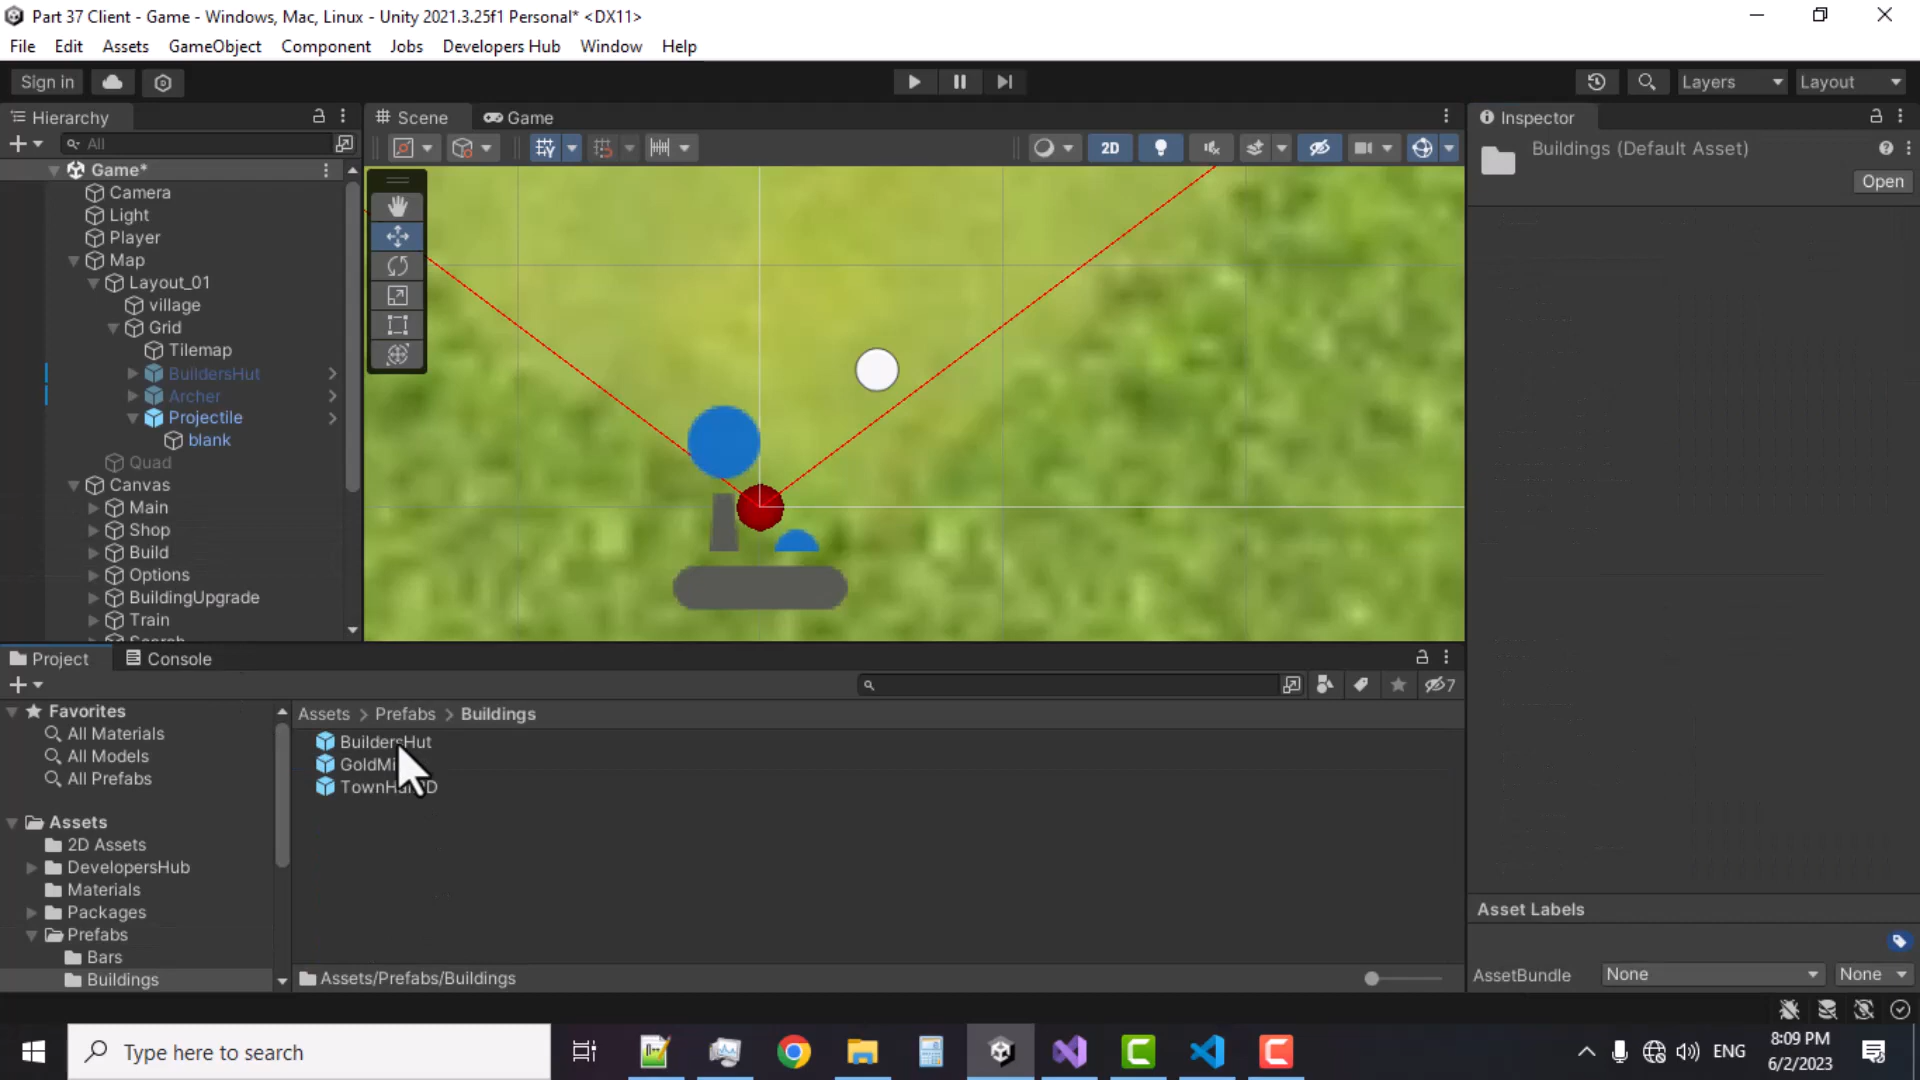 Part 37 Client - Game - Windows, Mac, Linux - Unity 2021.3.25f1 Personal* <DX11>
File Edit Assets GameObject Component Jobs Developers Hub Window Help
Sign in Layers Layout
Hierarchy Scene Game Inspector
All 2D Buildings (Default Asset)
Open
Game*
Camera
Light
Player
Map
Layout_01
village
Grid
Tilemap
BuildersHut
Archer
Projectile
blank
Quad
Canvas
Main
Shop
Build
Options
BuildingUpgrade
Train
Search
Project Console
7
Favorites Assets > Prefabs > Buildings
All Materials BuildersHut
All Models
All Prefabs
Assets Asset Labels
2D Assets
DevelopersHub
Materials
Packages
Prefabs
Bars
Buildings Assets/Prefabs/Buildings AssetBundle None None
Type here to search ENG 8:09 PM
6/2/2023